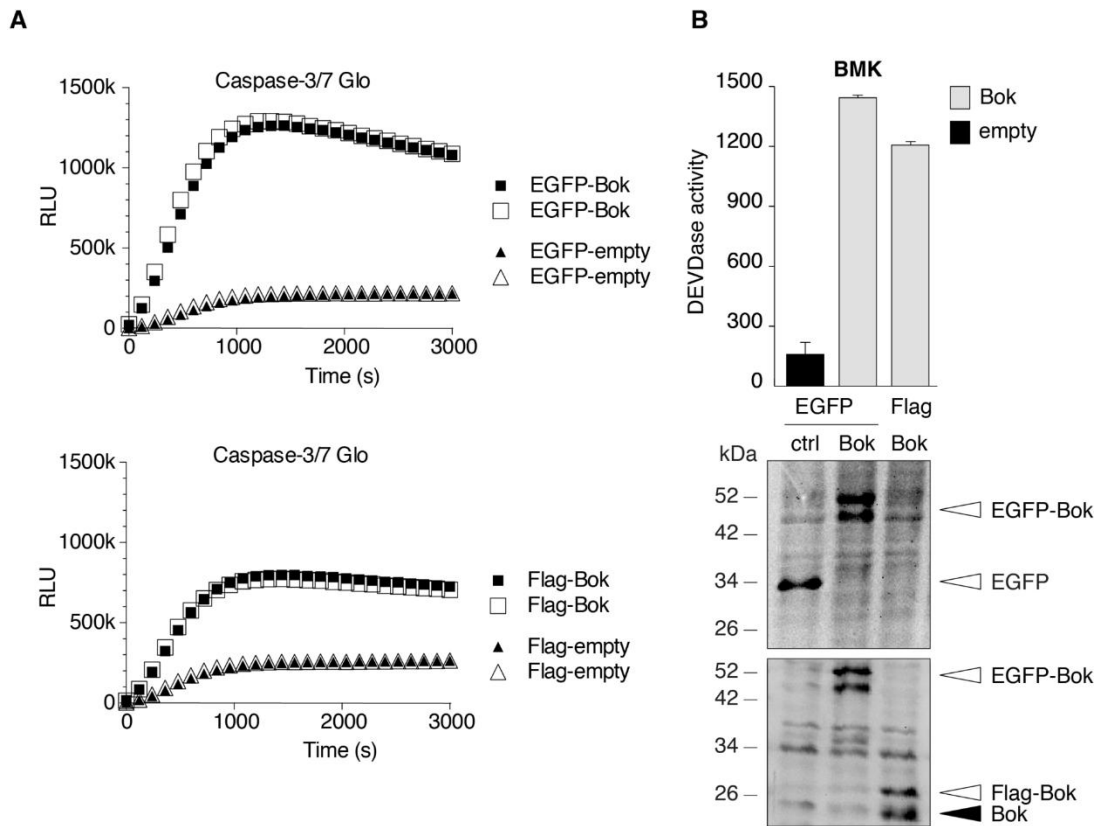 A
Caspase-3/7 Glo
1500k
1000k
500k
0
RLU
0 1000 2000 3000
Time (s)
EGFP-Bok
EGFP-Bok
EGFP-empty
EGFP-empty
Caspase-3/7 Glo
1500k
1000k
500k
0
RLU
0 1000 2000 3000
Time (s)
Flag-Bok
Flag-Bok
Flag-empty
Flag-empty
B
BMK
1500
1200
900
600
300
0
DEVDase activity
Bok
empty
EGFP Flag
ctrl Bok Bok
kDa
52
42
34
26
EGFP-Bok
EGFP
52
42
34
26
EGFP-Bok
Flag-Bok
Bok